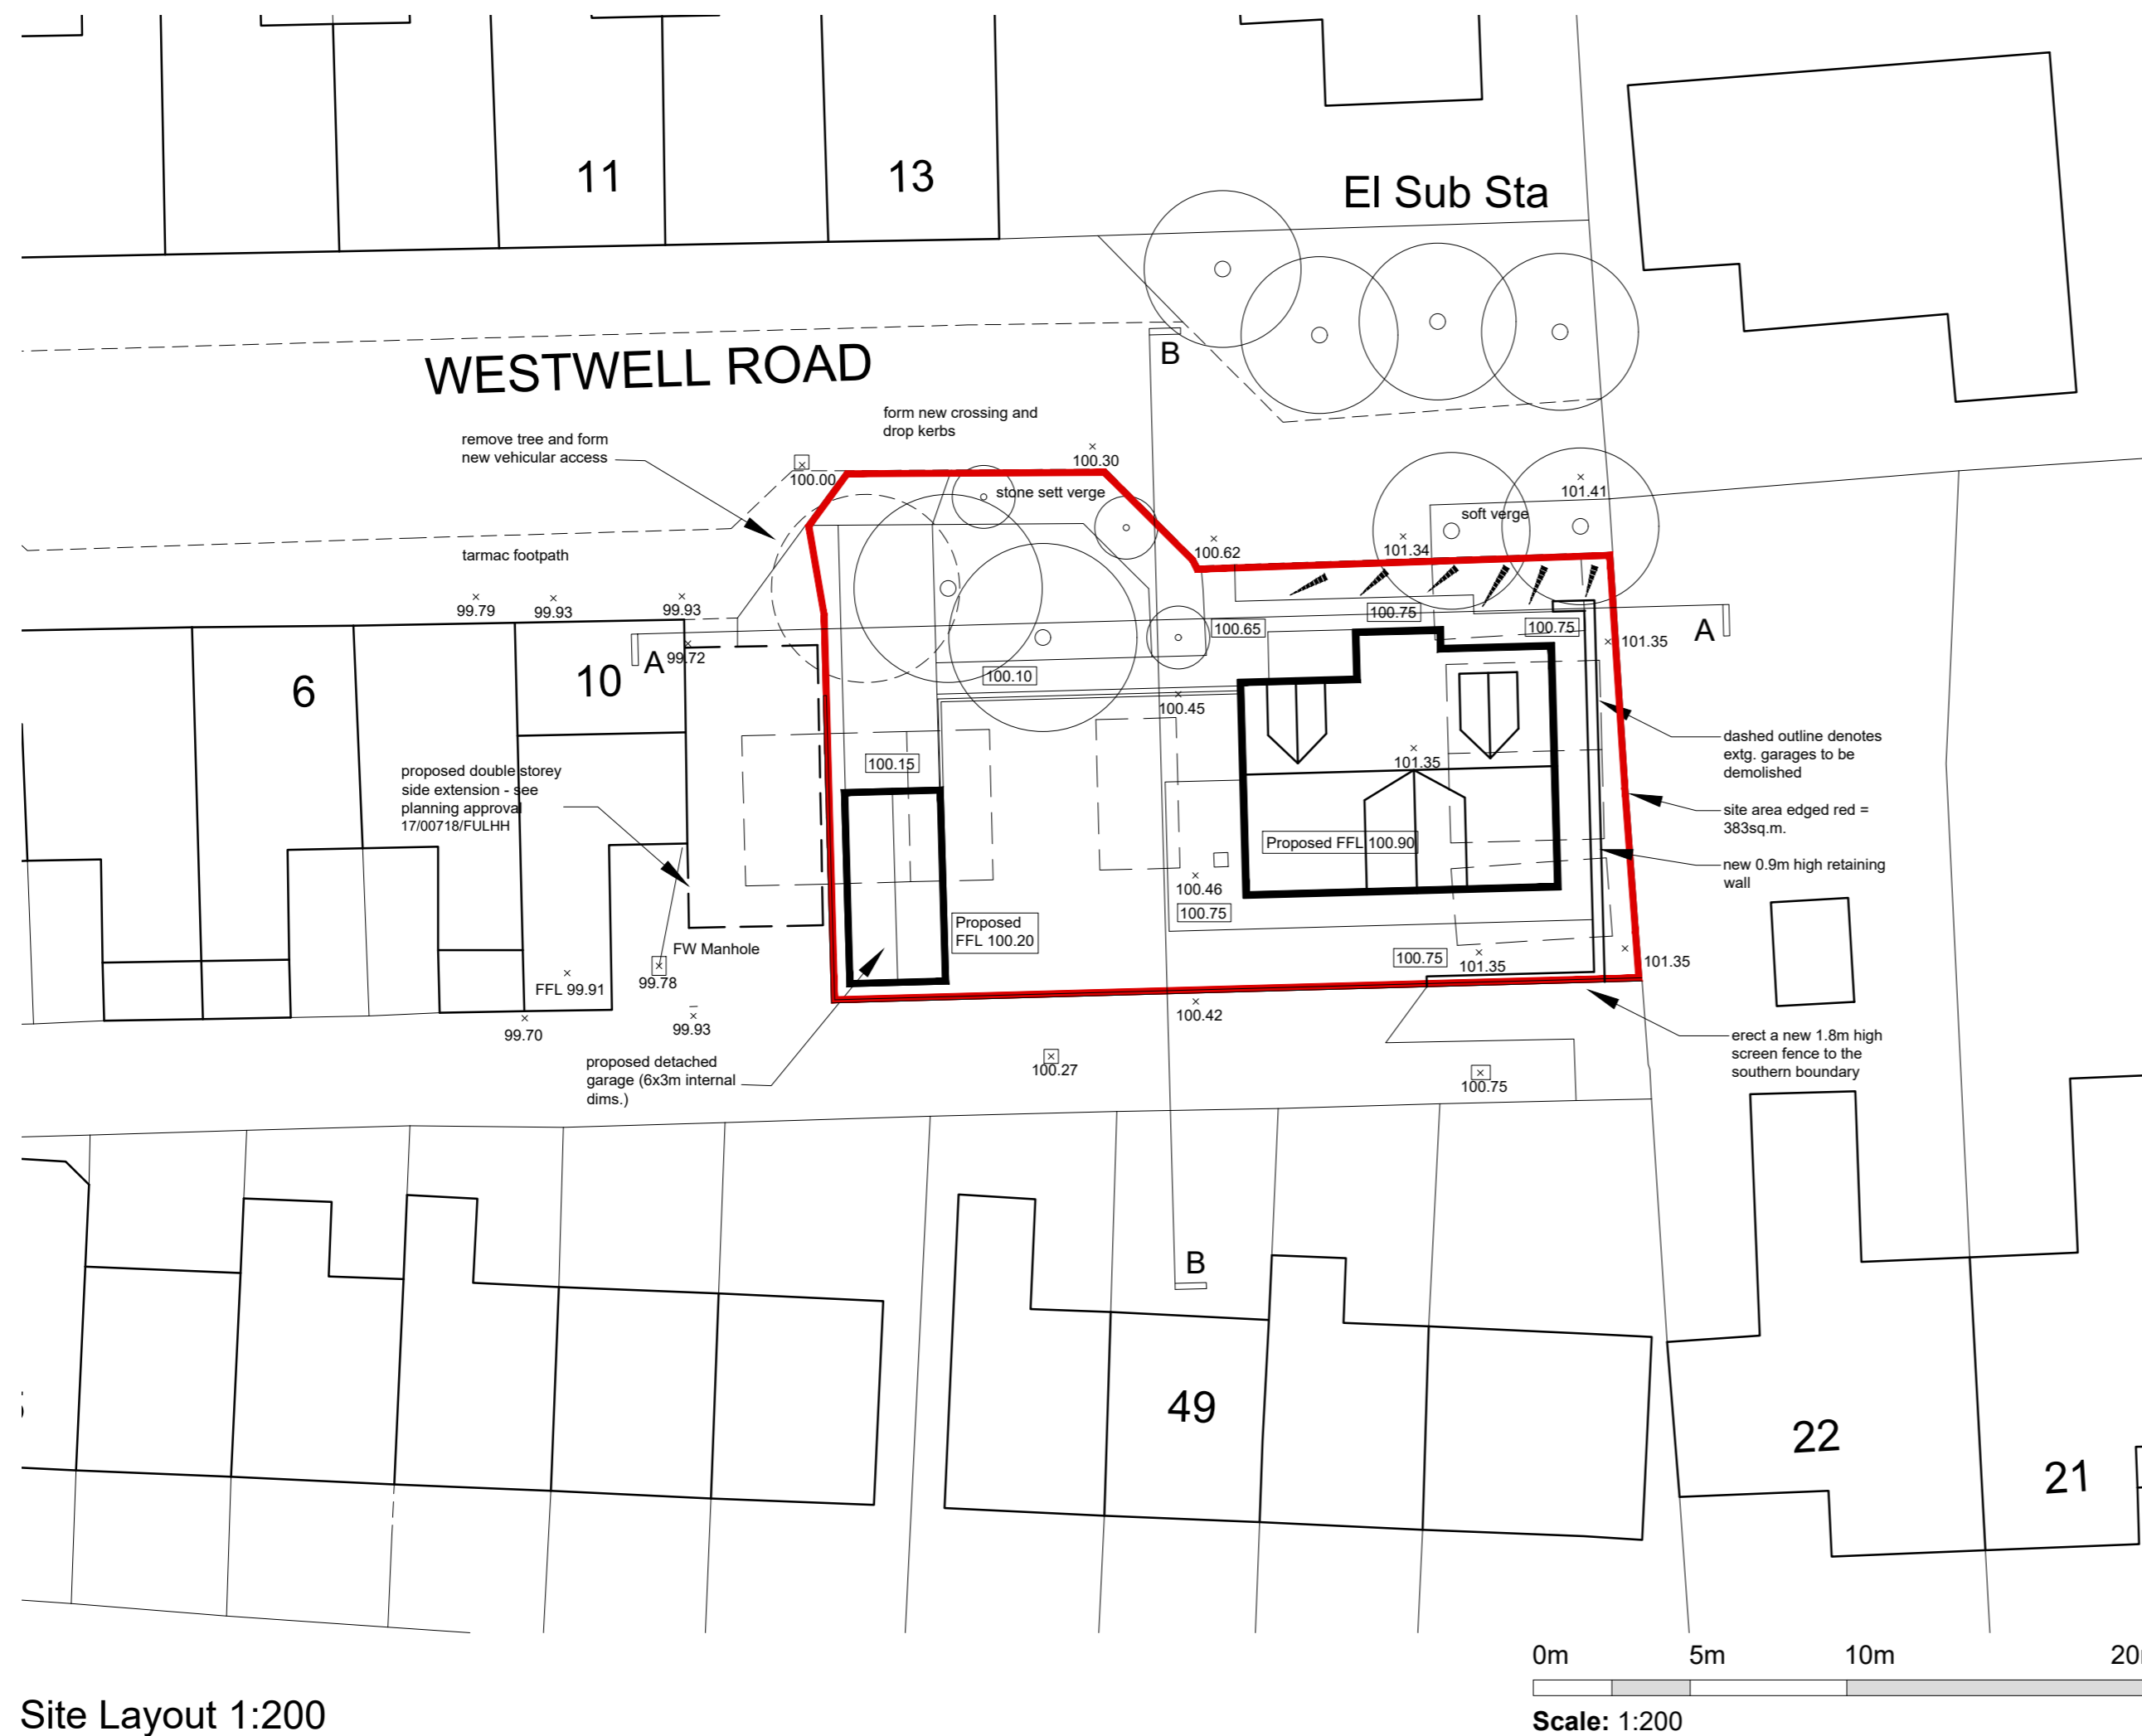 11
13
El Sub Sta
WESTWELL ROAD
B
form new crossing and
drop kerbs
remove tree and form
new vehicular access
100.00
100.30
stone sett verge
101.41
soft verge
100.62
101.34
tarmac footpath
99.79
99.93
99.93
99.72
A
100.65
100.75
100.75
A
101.35
6
10
100.10
100.45
dashed outline denotes
extg. garages to be
demolished
101.35
100.15
proposed double storey
side extension - see
planning approval
17/00718/FULHH
site area edged red =
383sq.m.
Proposed FFL 100.90
new 0.9m high retaining
wall
100.46
100.75
Proposed
FFL 100.20
FW Manhole
99.78
FFL 99.91
100.75
101.35
101.35
99.70
99.93
100.42
erect a new 1.8m high
screen fence to the
southern boundary
proposed detached
garage (6x3m internal
dims.)
100.27
100.75
B
49
22
21
0m 5m 10m
Site Layout 1:200
Scale: 1:200